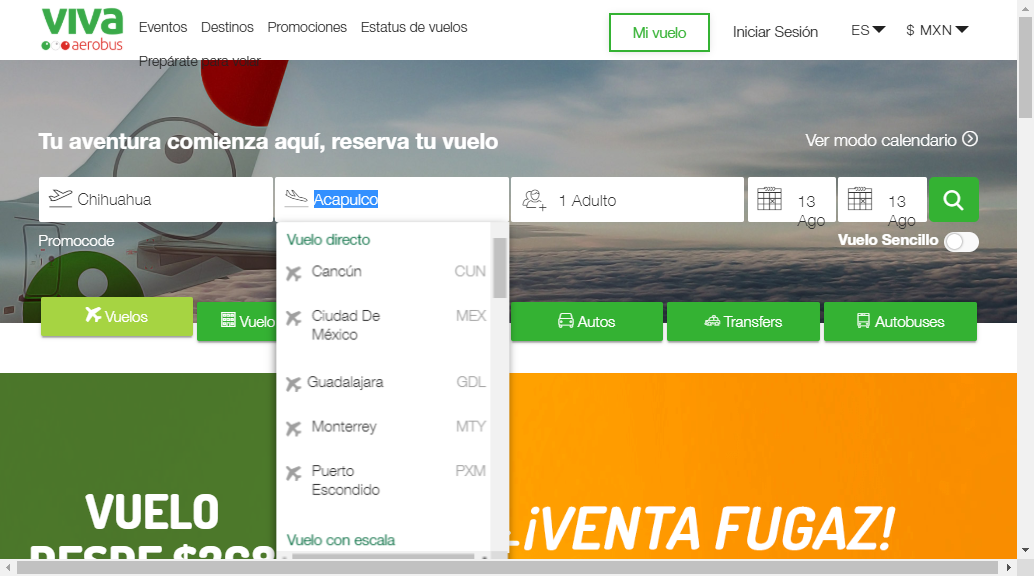 viva
aerobus
Eventos
Destinos
Promociones
Estatus de vuelos
Prepárate para volar
Mi vuelo
Iniciar Sesión
ES
$ MXN
Tu aventura comienza aquí, reserva tu vuelo
Ver modo calendario
Chihuahua
Acapulco
1 Adulto
13
Ago
13
Ago
Promocode
Vuelo Sencillo
Vuelo directo
Cancún CUN
Ciudad De MEX
México
Guadalajara GDL
Monterrey MTY
Puerto PXM
Escondido
Vuelo con escala
Vuelos
Vuelo
Autos
Transfers
Autobuses
VUELO
DESDE $268
¡VENTA FUGAZ!